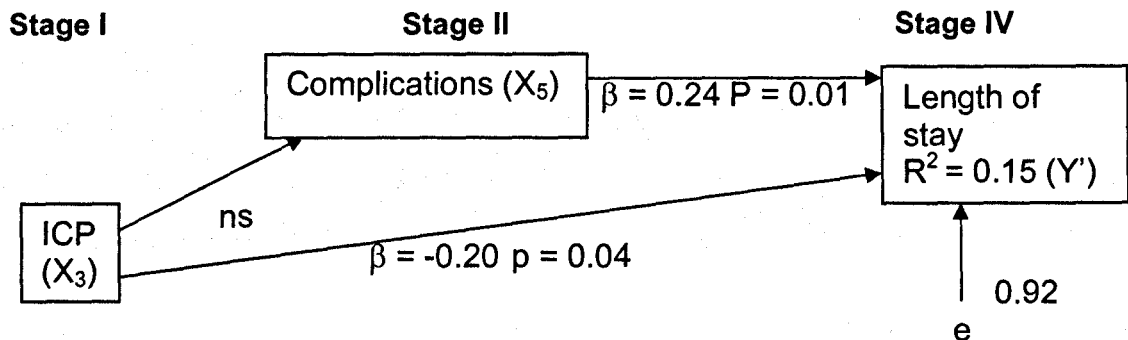 Stage I
Stage II
Stage IV
Complications (X₅)
β = 0.24 P = 0.01
Length of
stay
R² = 0.15 (Y’)
ICP
(X₃)
ns
β = -0.20 p = 0.04
0.92
e